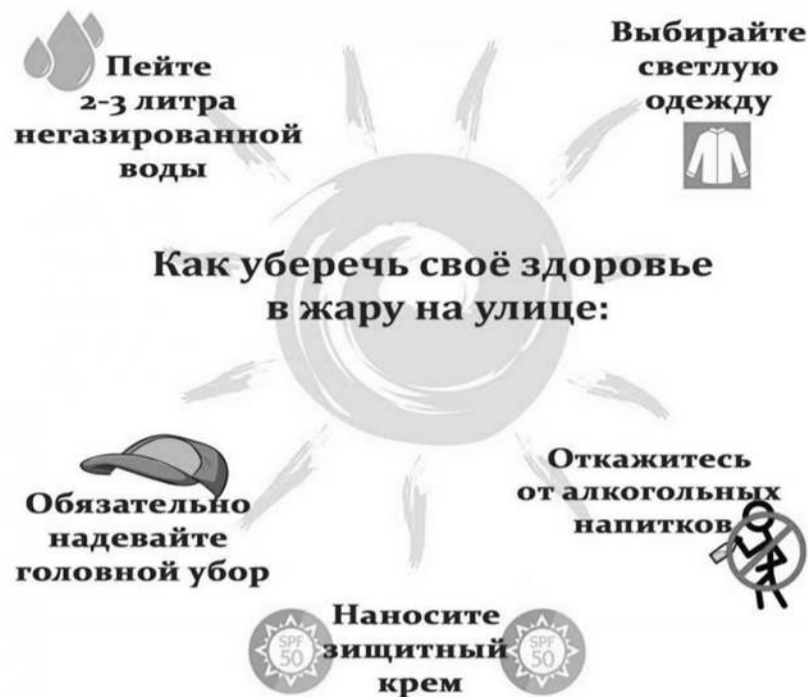 Пейте
2-3 литра
негазированной
воды
Выбирайте
светлую
одежду
Как уберечь своё здоровье
в жару на улице:
Обязательно
надевайте
головной убор
Откажитесь
от алкогольных
напитков
SPF
50
Наносите
зищитный
крем
SPF
50